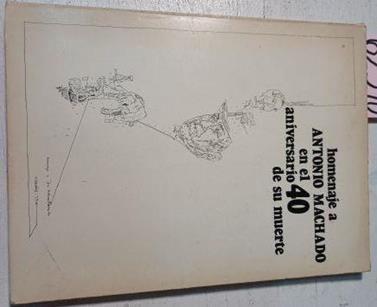 homenaje a
ANTONIO MACHADO
en el 40
aniversario
de su muerte